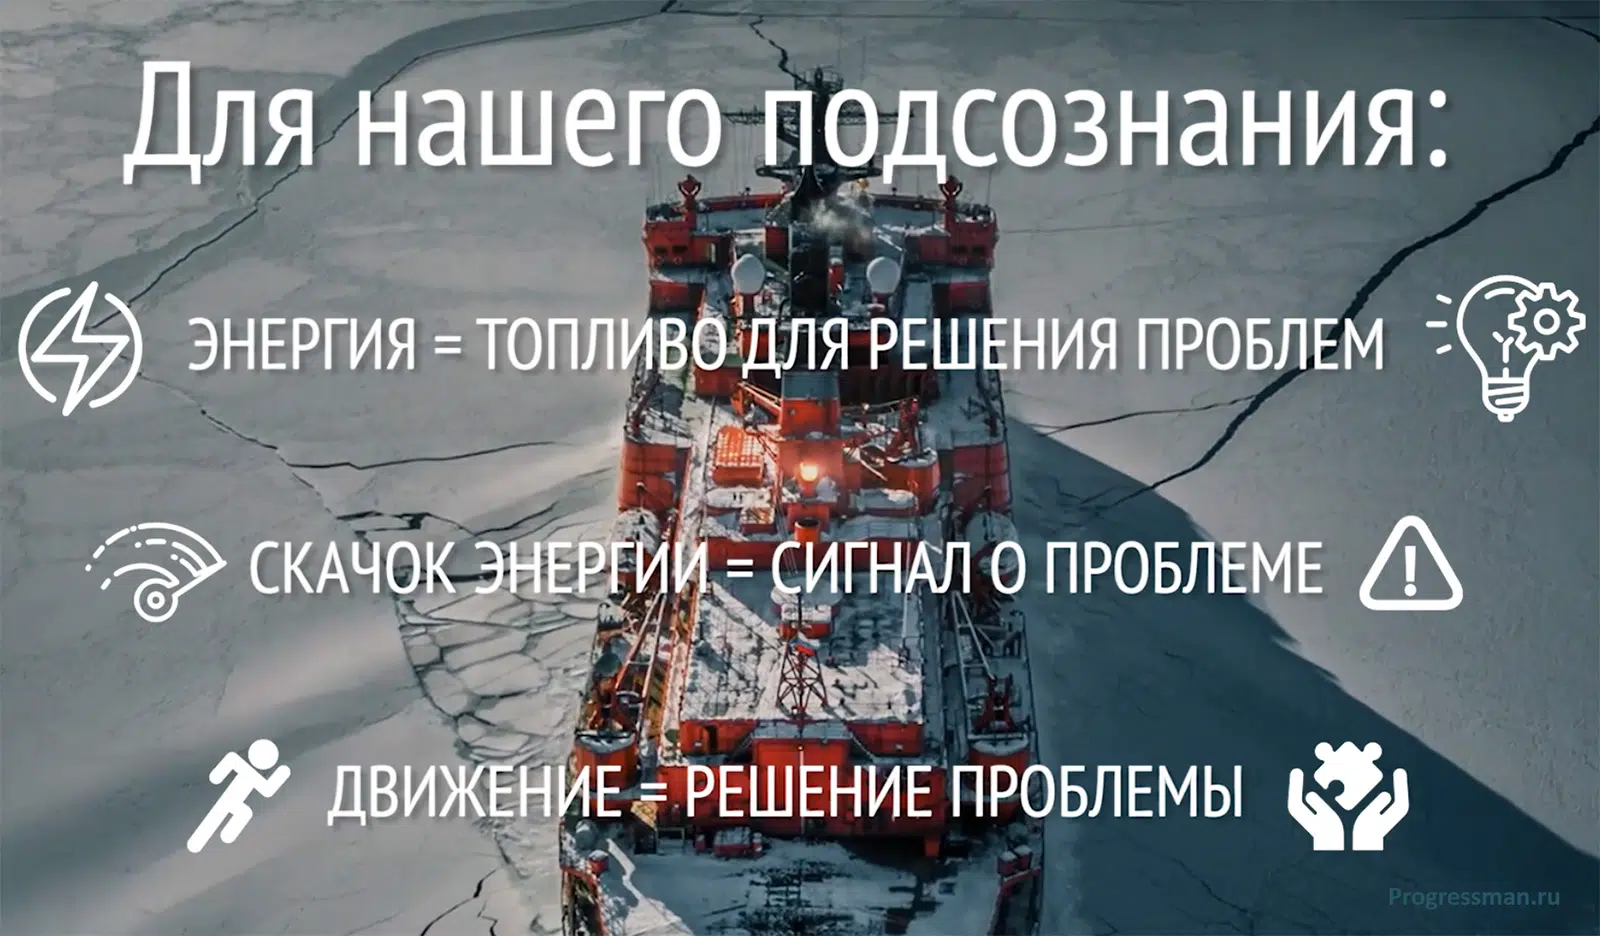 Для нашего подсознания:
ЭНЕРГИЯ = ТОПЛИВО ДЛЯ РЕШЕНИЯ ПРОБЛЕМ
СКАЧОК ЭНЕРГИИ = СИГНАЛ О ПРОБЛЕМЕ
ДВИЖЕНИЕ = РЕШЕНИЕ ПРОБЛЕМЫ
Progressman.ru